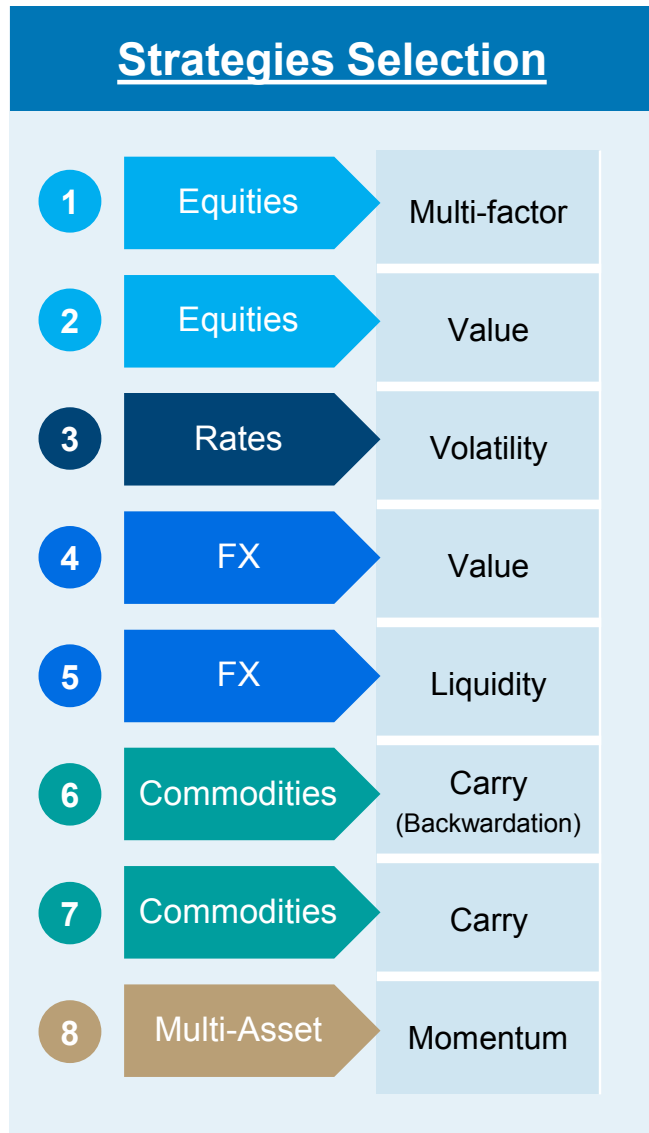 Strategies Selection
1 Equities Multi-factor
2 Equities Value
3 Rates Volatility
4 FX Value
5 FX Liquidity
6 Commodities Carry
(Backwardation)
7 Commodities Carry
8 Multi-Asset Momentum